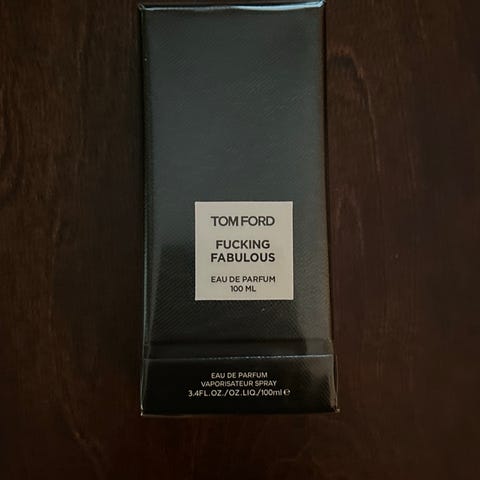 TOM FORD
FUCKING
FABULOUS
EAU DE PARFUM
100 ML
EAU DE PARFUM
VAPORISATEUR SPRAY
3.4FL.OZ./OZ.LIQ./100ml℮